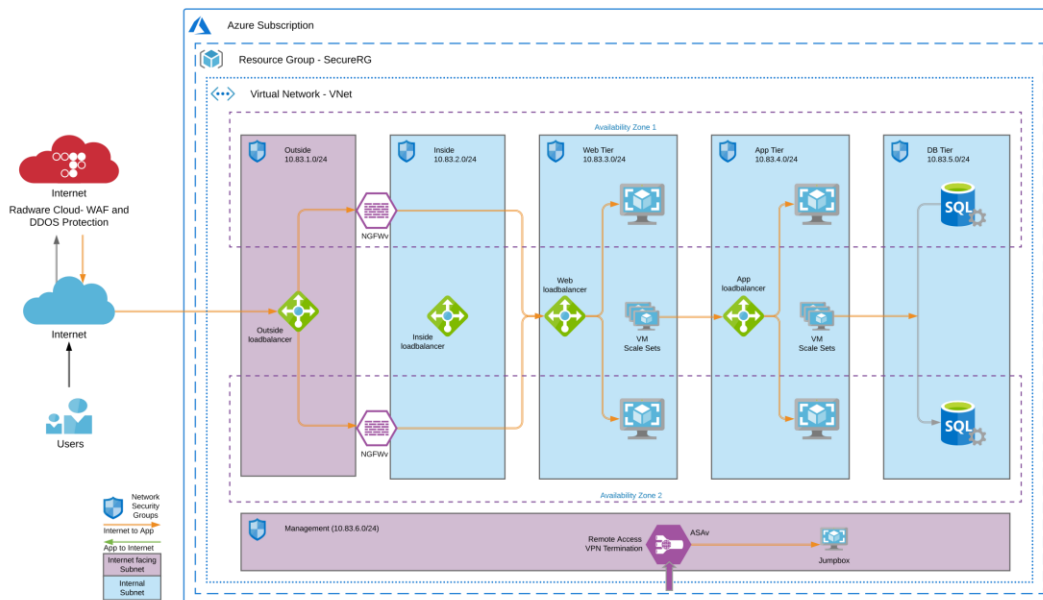 Azure Subscription
Resource Group - SecureRG
Virtual Network - VNet
Availability Zone 1
Outside
10.83.1.0/24
Inside
10.83.2.0/24
Web Tier
10.83.3.0/24
App Tier
10.83.4.0/24
DB Tier
10.83.5.0/24
Internet
Radware Cloud- WAF and
DDOS Protection
NGFWv
SQL
Web
loadbalancer
App
loadbalancer
Internet
Outside
loadbalancer
Inside
loadbalancer
VM
Scale Sets
VM
Scale Sets
Users
NGFWv
SQL
Availability Zone 2
Network
Security
Groups
Internet to App
App to Internet
Internet facing
Subnet
Internal
Subnet
Management (10.83.6.0/24)
Remote Access
VPN Termination
ASAv
Jumpbox